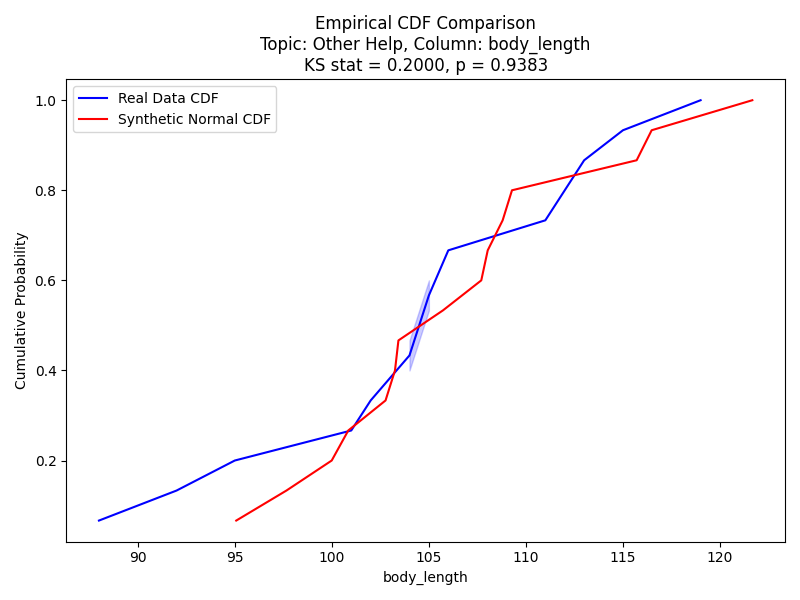 Empirical CDF Comparison
Topic: Other Help, Column: body_length
KS stat = 0.2000, p = 0.9383
Real Data CDF
Synthetic Normal CDF
Cumulative Probability
1.0
0.8
0.6
0.4
0.2
90 95 100 105 110 115 120
body_length